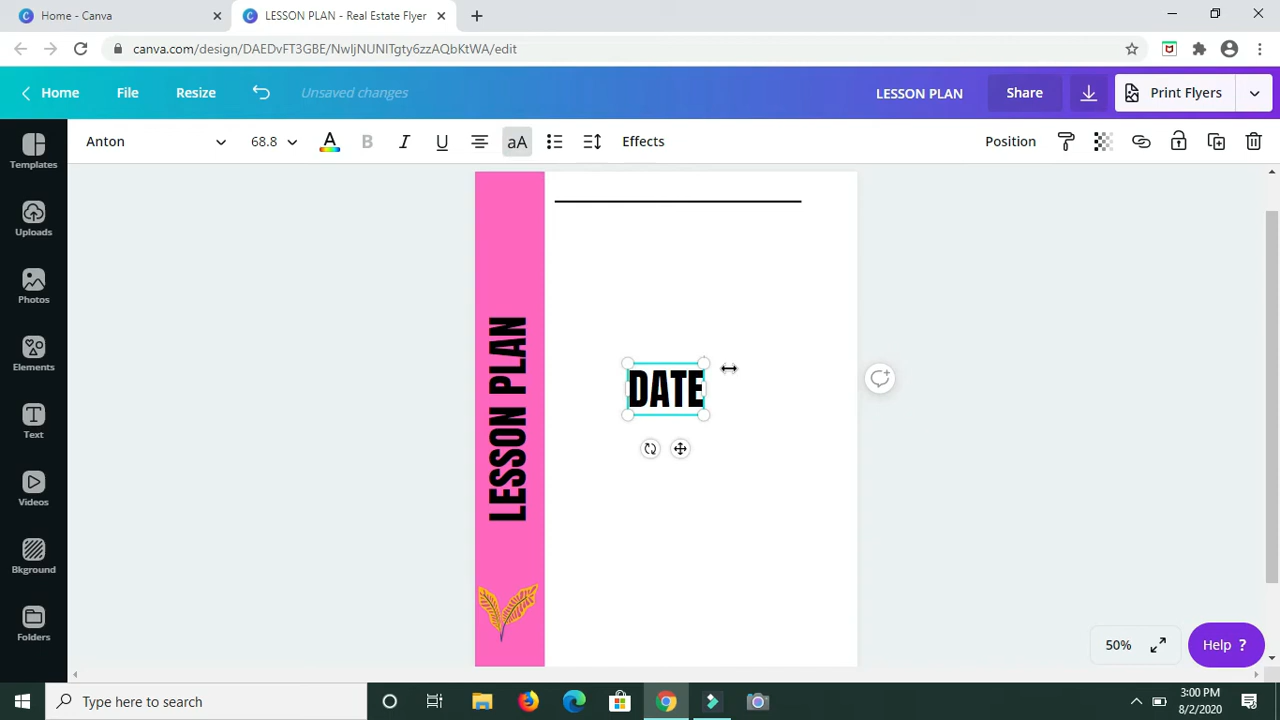 Home - Canva
LESSON PLAN - Real Estate Flyer
canva.com/design/DAEDvFT3GBE/NwIjNUNITgty6zzAQbKtWA/edit
Home
File
Resize
Unsaved changes
LESSON PLAN
Share
Print Flyers
Anton
68.8
A
B
I
U
aA
Effects
Position
Templates
Uploads
Photos
Elements
Text
Videos
Bkground
Folders
LESSON PLAN
DATE
50%
Help ?
Type here to search
3:00 PM
8/2/2020